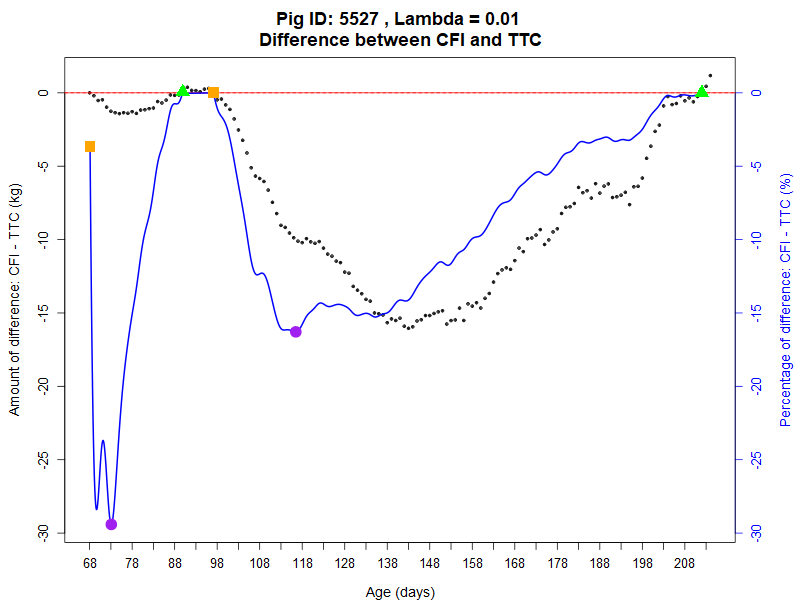 Pig ID: 5527 , Lambda = 0.01
Difference between CFI and TTC
Amount of difference: CFI - TTC (kg)
0
-5
-10
-15
-20
-25
-30
0
-5
-10
-15
-20
-25
-30
Percentage of difference: CFI - TTC (%)
68 78 88 98 108 118 128 138 148 158 168 178 188 198 208
Age (days)